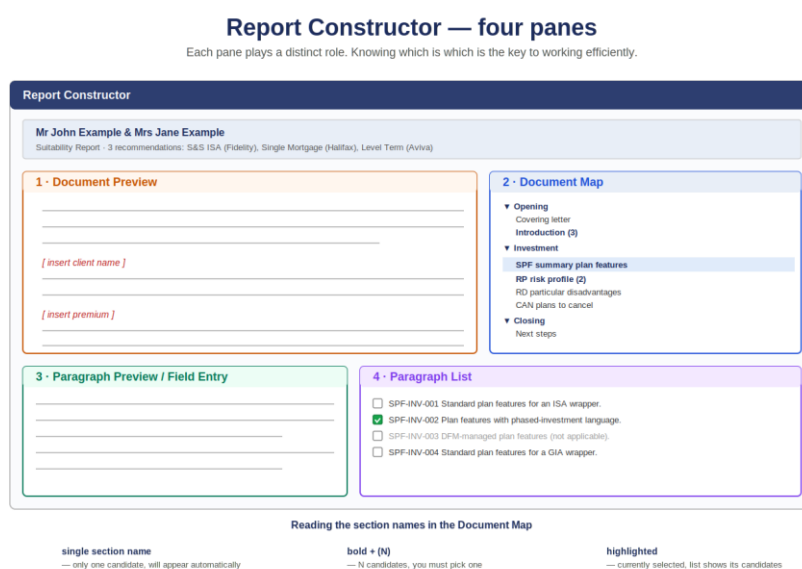 Report Constructor — four panes
Each pane plays a distinct role. Knowing which is which is the key to working efficiently.
Report Constructor
Mr John Example & Mrs Jane Example
Suitability Report · 3 recommendations: S&S ISA (Fidelity), Single Mortgage (Halifax), Level Term (Aviva)
1 · Document Preview
[ insert client name ]
[ insert premium ]
2 · Document Map
▼ Opening
Covering letter
Introduction (3)
▼ Investment
SPF summary plan features
RP risk profile (2)
RD particular disadvantages
CAN plans to cancel
▼ Closing
Next steps
3 · Paragraph Preview / Field Entry
4 · Paragraph List
SPF-INV-001 Standard plan features for an ISA wrapper.
SPF-INV-002 Plan features with phased-investment language.
SPF-INV-003 DFM-managed plan features (not applicable).
SPF-INV-004 Standard plan features for a GIA wrapper.
Reading the section names in the Document Map
single section name
— only one candidate, will appear automatically
bold + (N)
— N candidates, you must pick one
highlighted
— currently selected, list shows its candidates